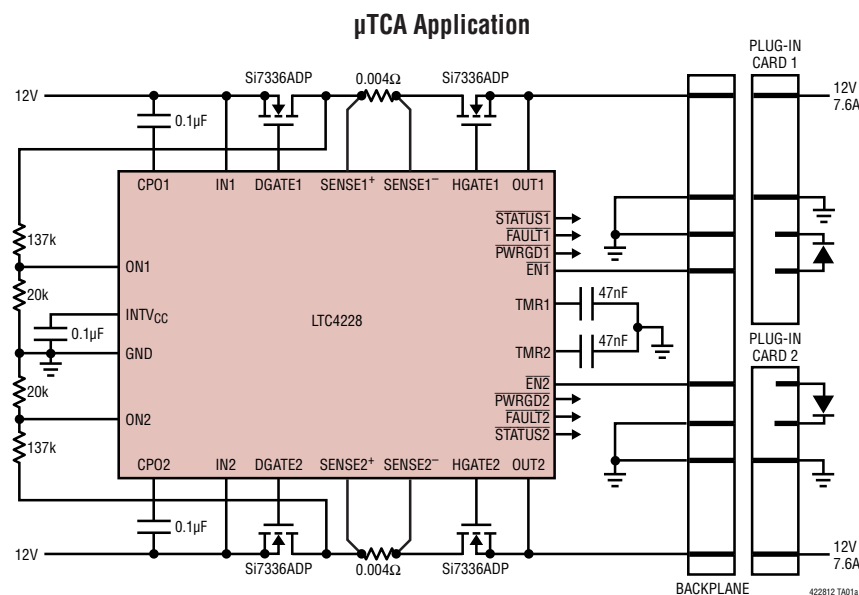 µTCA Application
PLUG-IN
CARD 1
Si7336ADP
0.004Ω
Si7336ADP
12V
12V
7.6A
0.1µF
CPO1
IN1
DGATE1
SENSE1+
SENSE1–
HGATE1
OUT1
STATUS1
FAULT1
PWRGD1
EN1
137k
ON1
20k
INTVCC
0.1µF
GND
LTC4228
TMR1
47nF
TMR2
47nF
PLUG-IN
CARD 2
20k
ON2
137k
EN2
PWRGD2
FAULT2
STATUS2
CPO2
IN2
DGATE2
SENSE2+
SENSE2–
HGATE2
OUT2
0.1µF
12V
Si7336ADP
0.004Ω
Si7336ADP
12V
7.6A
BACKPLANE
422812 TA01a